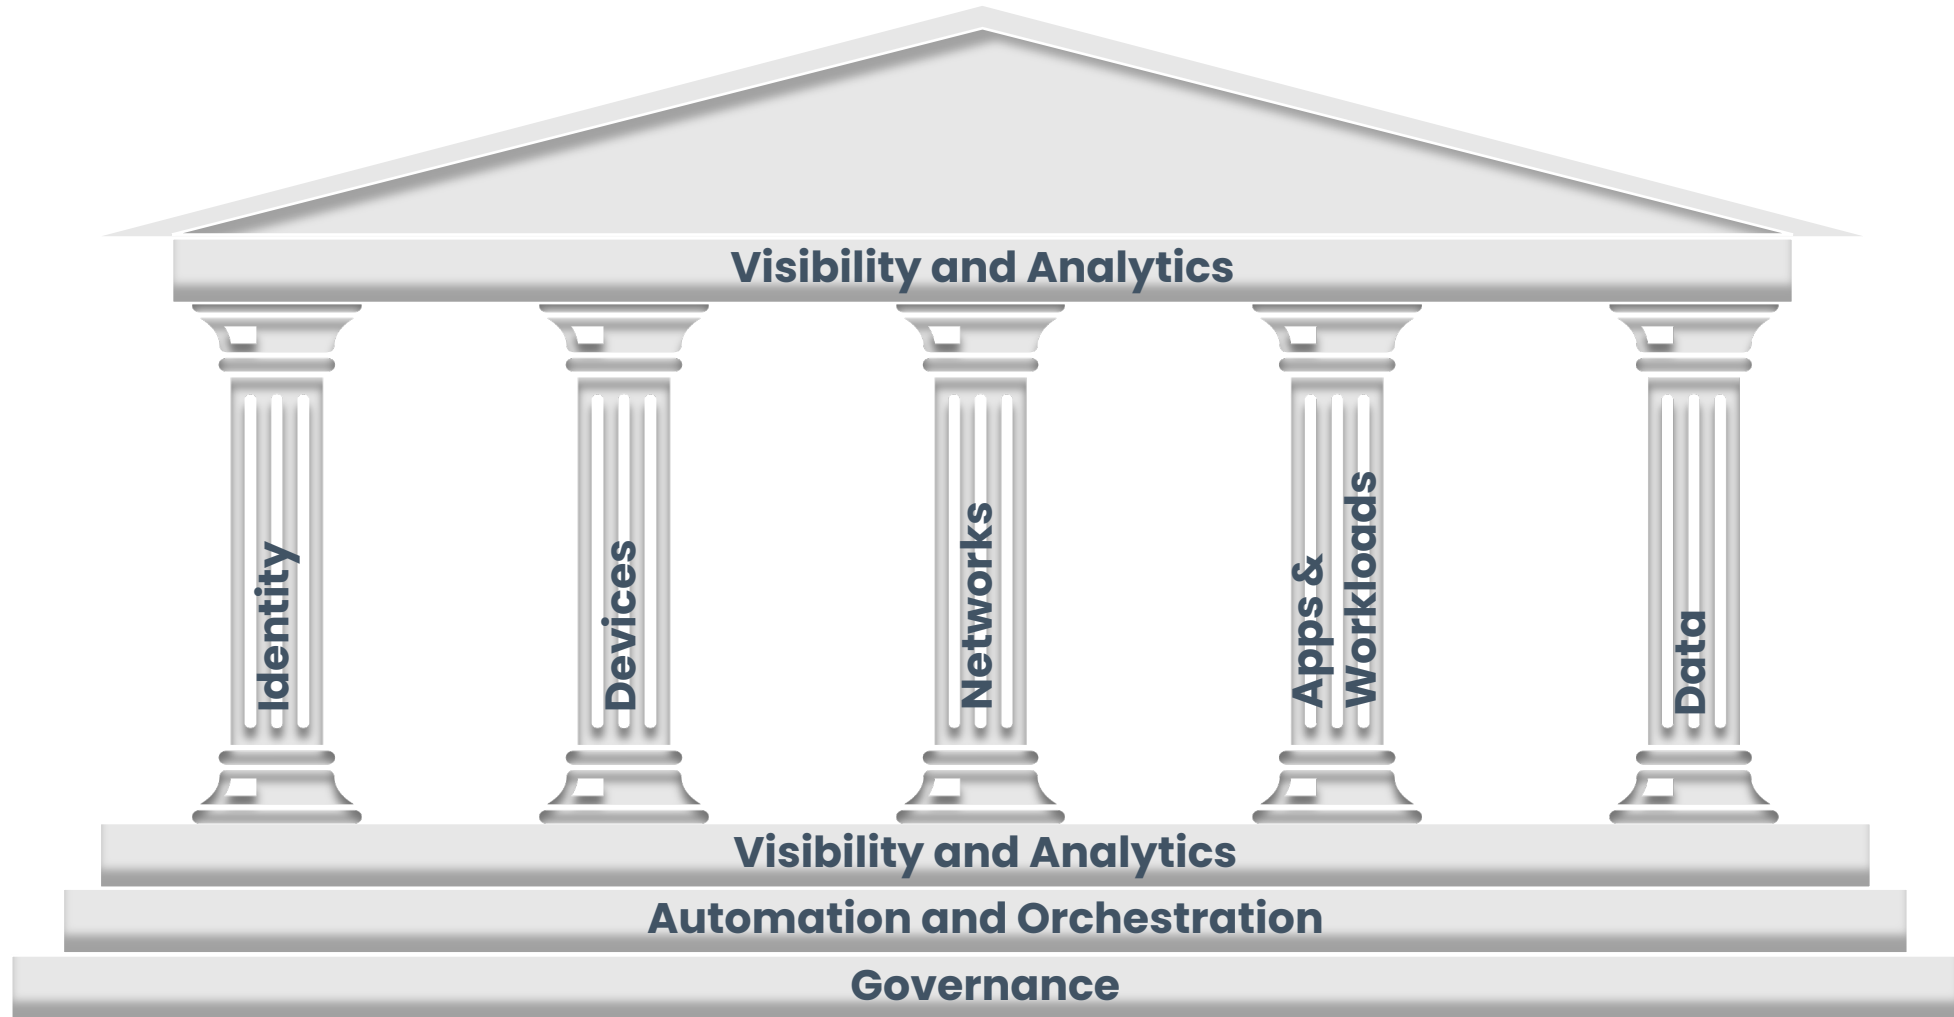 Visibility and Analytics
Identity
Devices
Networks
Apps &
Workloads
Data
Visibility and Analytics
Automation and Orchestration
Governance